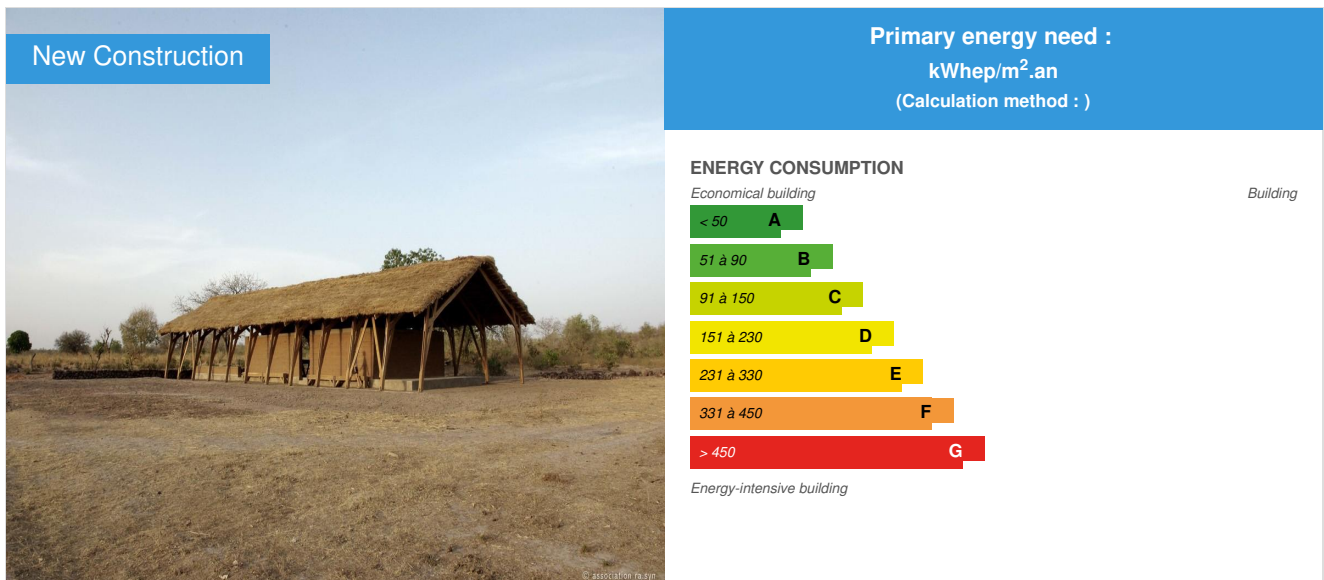 New Construction
Primary energy need :
kWhep/m².an
(Calculation method : )
ENERGY CONSUMPTION
Economical building
Building
< 50 A
51 à 90 B
91 à 150 C
151 à 230 D
231 à 330 E
331 à 450 F
> 450 G
Energy-intensive building
© association ra.syn